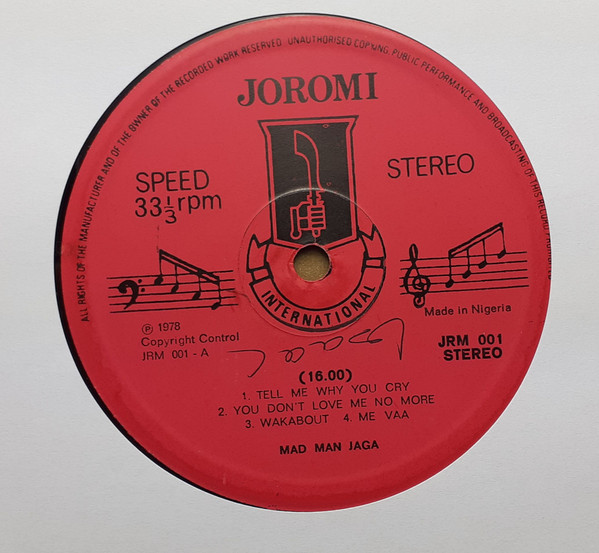 ALL RIGHTS OF THE MANUFACTURER AND OF THE OWNER OF THE RECORDED WORK RESERVED. UNAUTHORISED COPYING, PUBLIC PERFORMANCE AND BROADCASTING OF THIS RECORD PROHIBITED
JOROMI
SPEED
33⅓rpm
STEREO
INTERNATIONAL
Made in Nigeria
℗ 1978
Copyright Control
JRM 001 - A
JRM 001
STEREO
(16.00)
1. TELL ME WHY YOU CRY
2. YOU DON'T LOVE ME NO MORE
3. WAKABOUT 4. ME VAA
MAD MAN JAGA